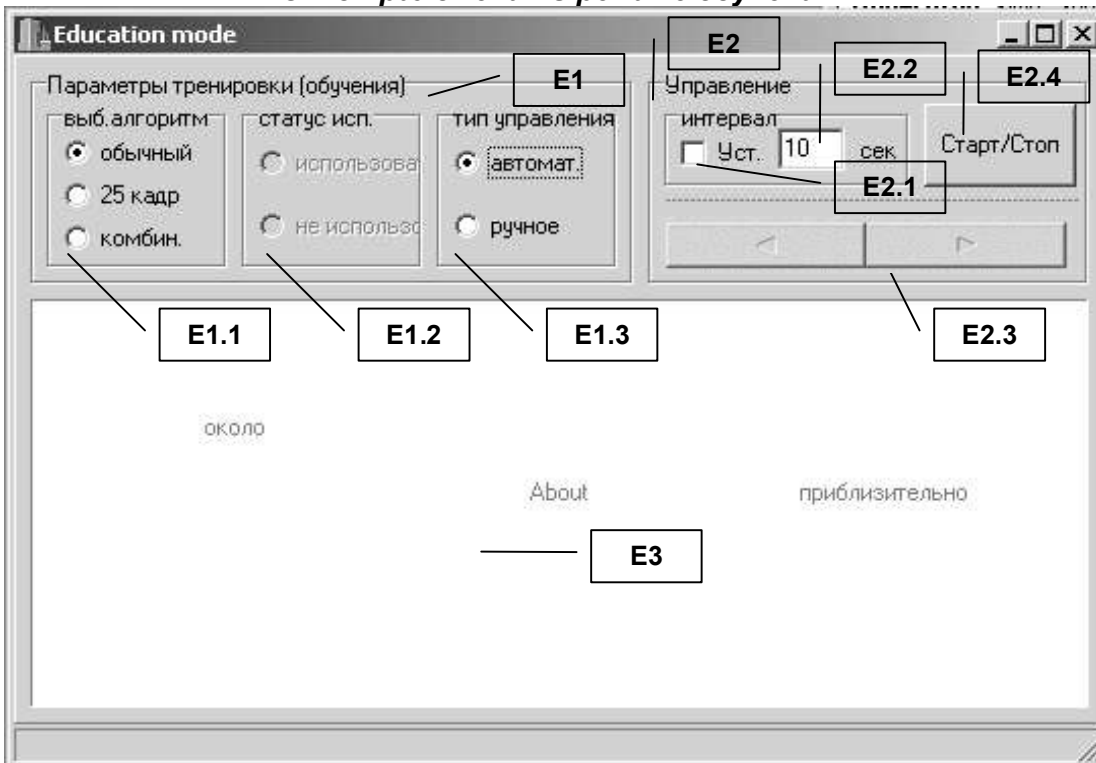 Education mode
E2
E1
E2.2
E2.4
Параметры тренировки (обучения)
Управление
выб.алгоритм
статус исп.
тип управления
интервал
обычный
использова
автомат.
Уст. 10 сек
Старт/Стоп
25 кадр
E2.1
комбин.
не использо
ручное
E1.1
E1.2
E1.3
E2.3
около
About
приблизительно
E3